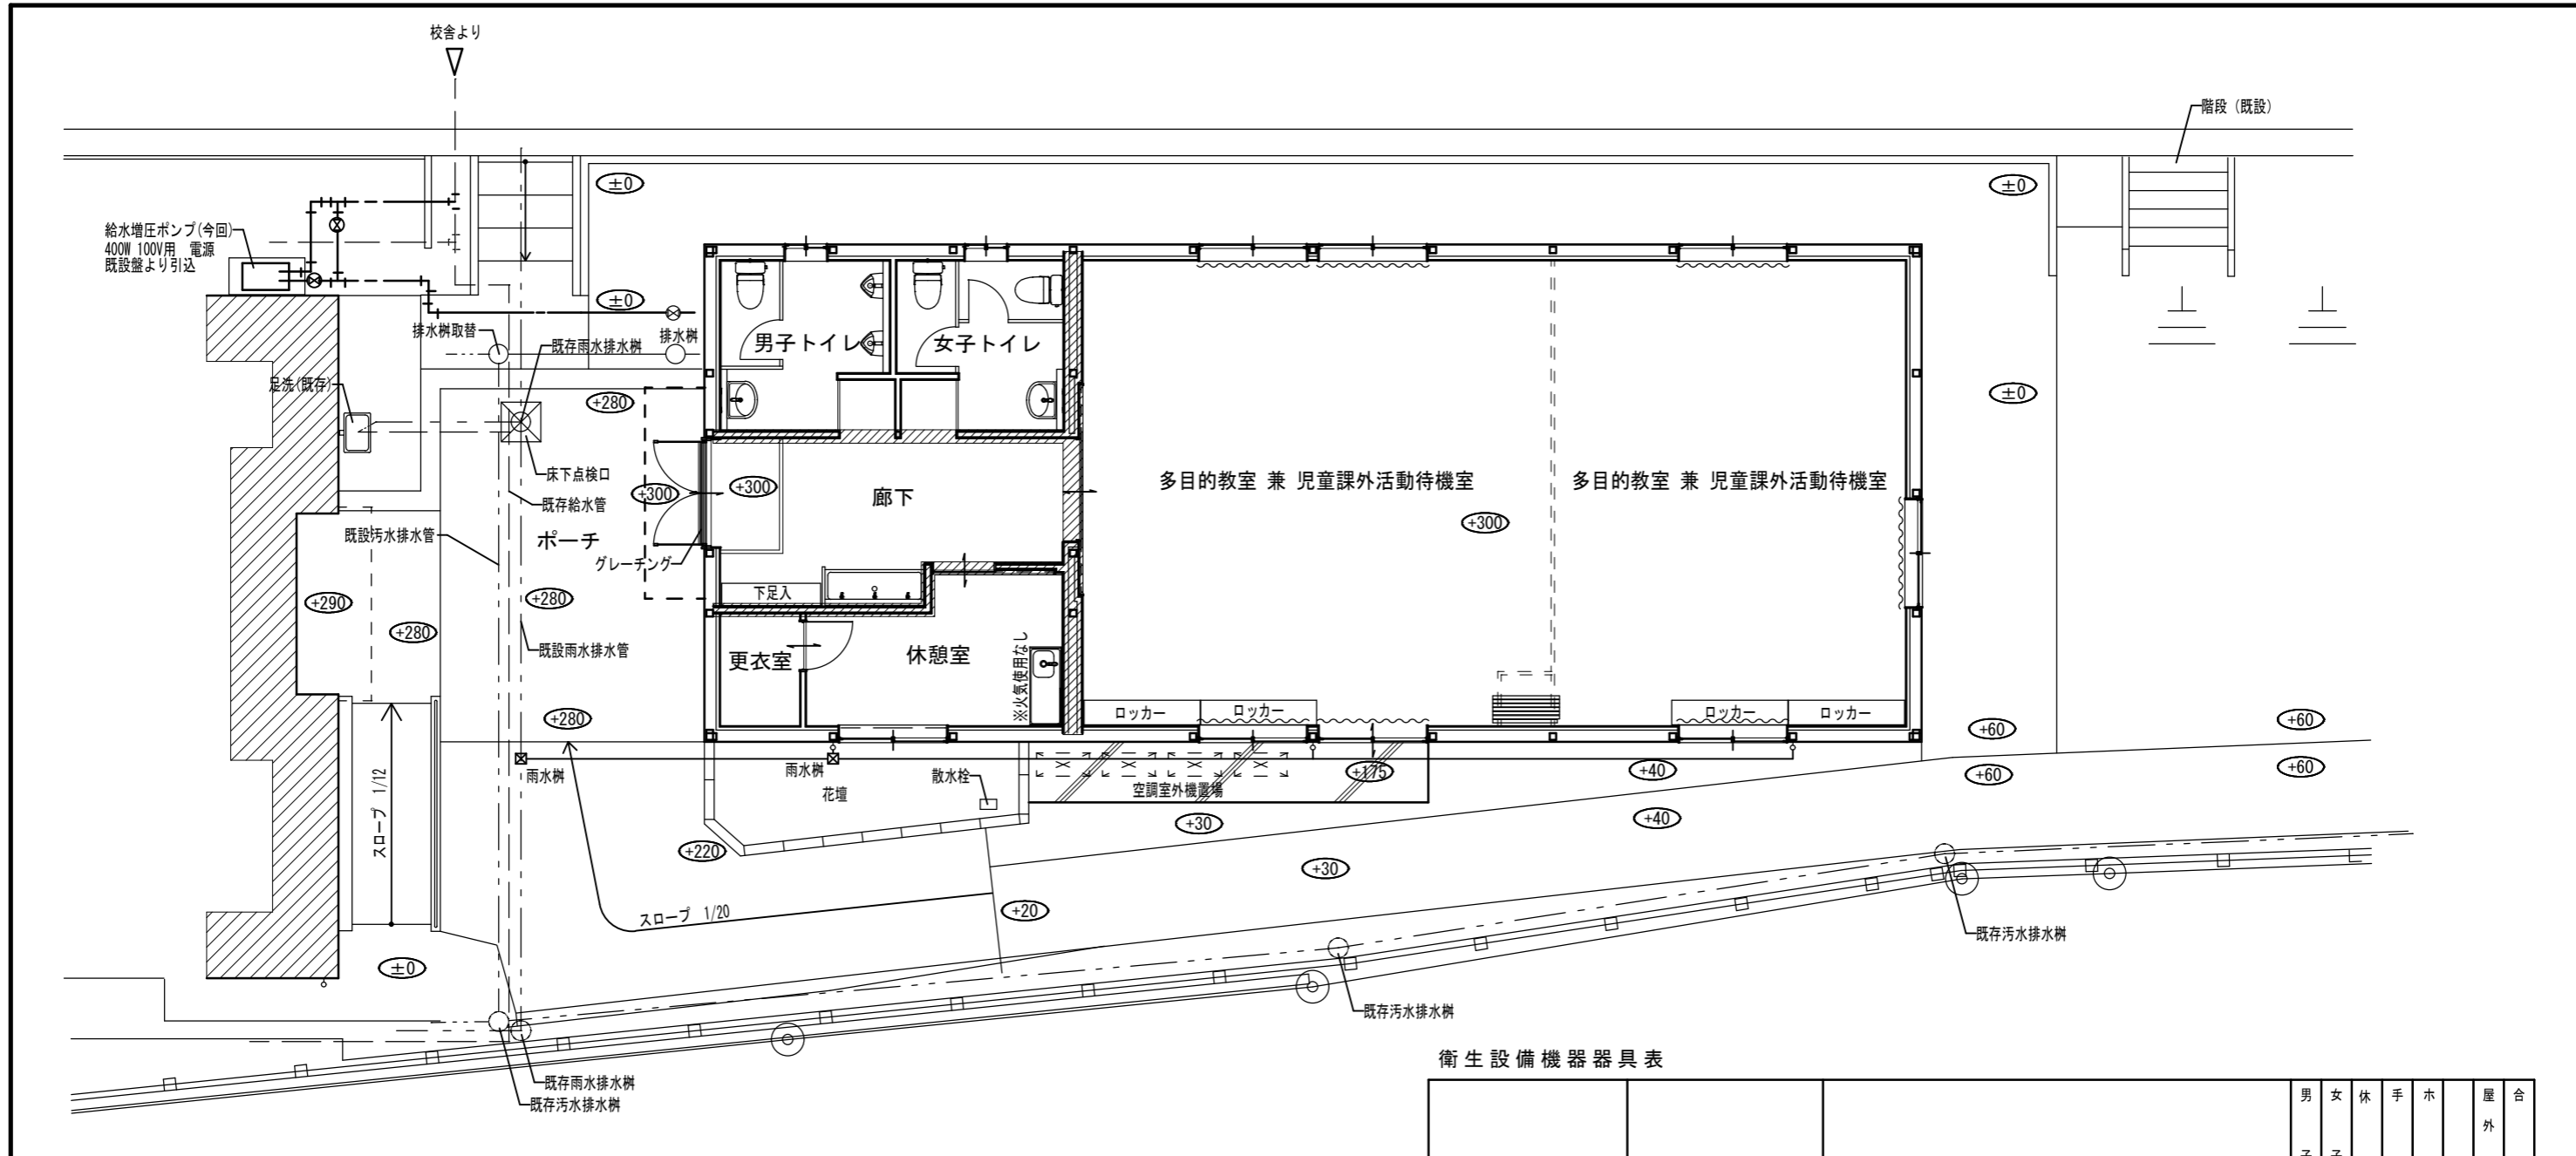 校舎より
階段（既設）
±0
±0
給水増圧ポンプ(今回)
400W 100V用　電源
既設盤より引込
±0
排水桝取替
既存雨水排水桝
排水桝
男子トイレ
女子トイレ
足洗(既存)
+280
±0
床下点検口
+300
+300
廊下
多目的教室 兼 児童課外活動待機室
多目的教室 兼 児童課外活動待機室
既存給水管
+300
既設汚水排水管
ポーチ
グレーチング
下足入
+290
+280
+280
既設雨水排水管
更衣室
休憩室
※火気使用なし
+280
ロッカー
ロッカー
ロッカー
ロッカー
+60
+60
スロープ 1/12
雨水桝
雨水桝
花壇
散水栓
空調室外機置場
+175
+40
+60
+60
+220
+30
+40
+30
スロープ 1/20
+20
±0
既存汚水排水桝
既存汚水排水桝
既存雨水排水桝
既存汚水排水桝
衛生設備機器器具表
男子
女子
休
手
ホ
屋外
合